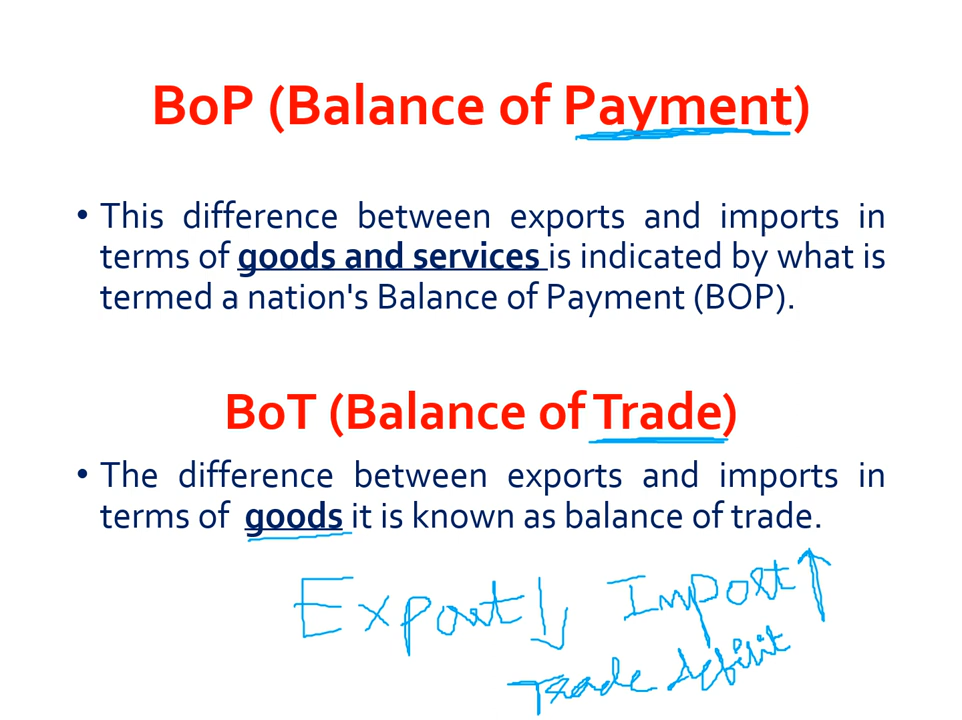 BoP (Balance of Payment)
• This difference between exports and imports in
terms of goods and services is indicated by what is
termed a nation's Balance of Payment (BOP).
BoT (Balance of Trade)
• The difference between exports and imports in
terms of goods it is known as balance of trade.
Export↓ Import↑
Trade defisit